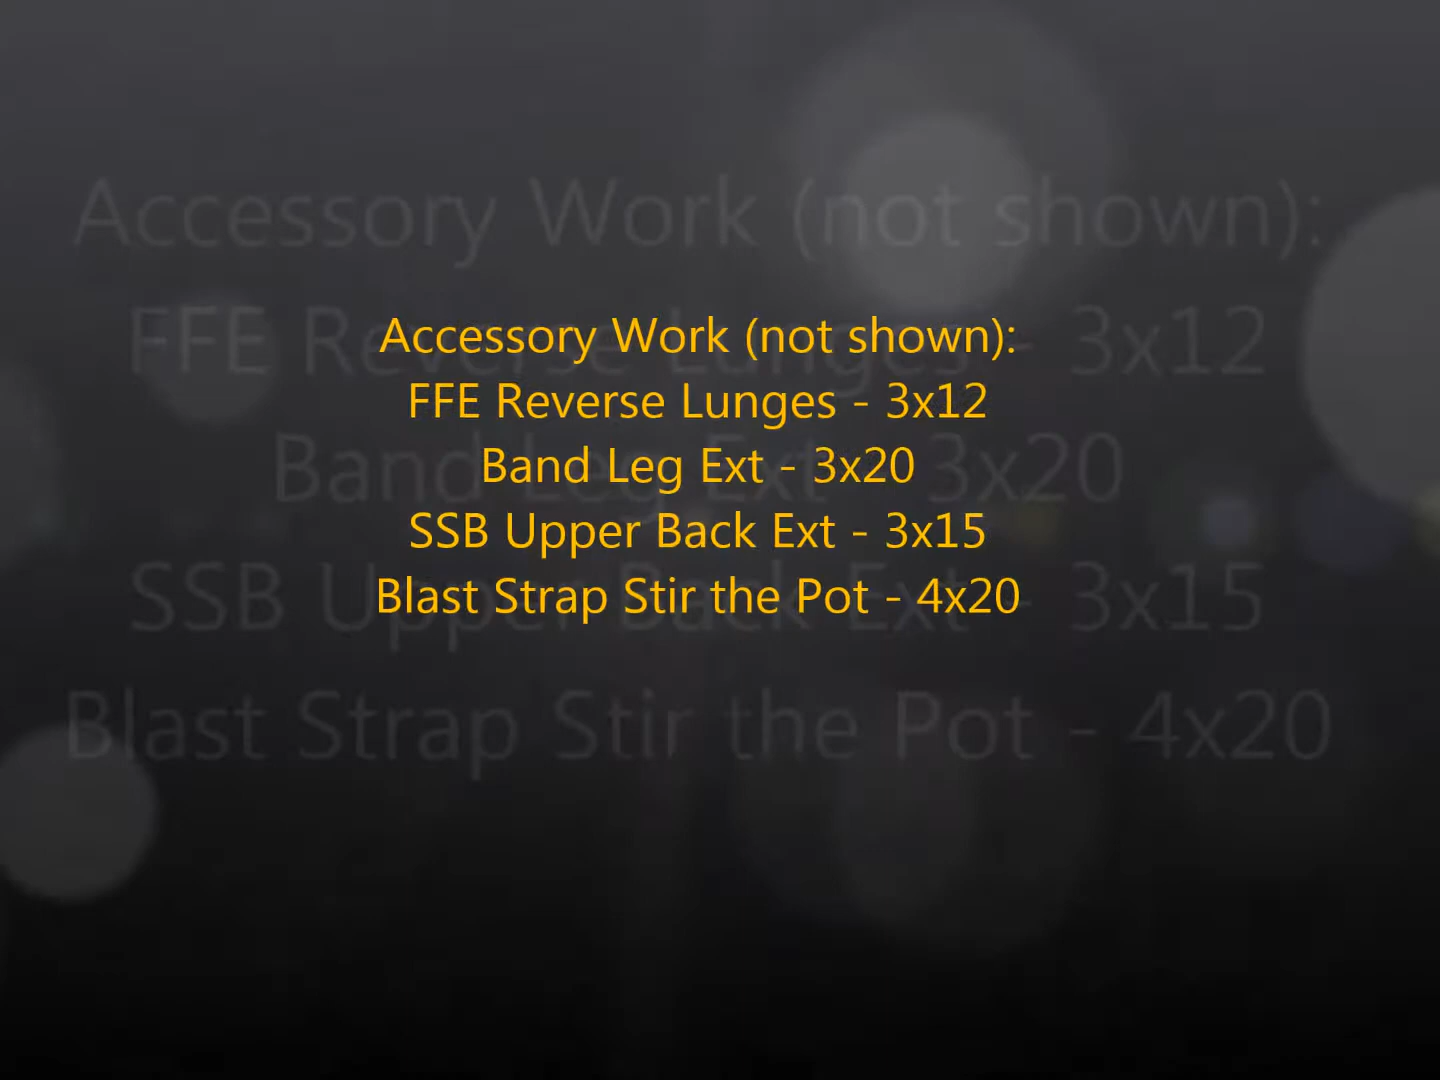 Accessory Work (not shown):
FFE Reverse Lunges - 3x12
Band Leg Ext - 3x20
SSB Upper Back Ext - 3x15
Blast Strap Stir the Pot - 4x20